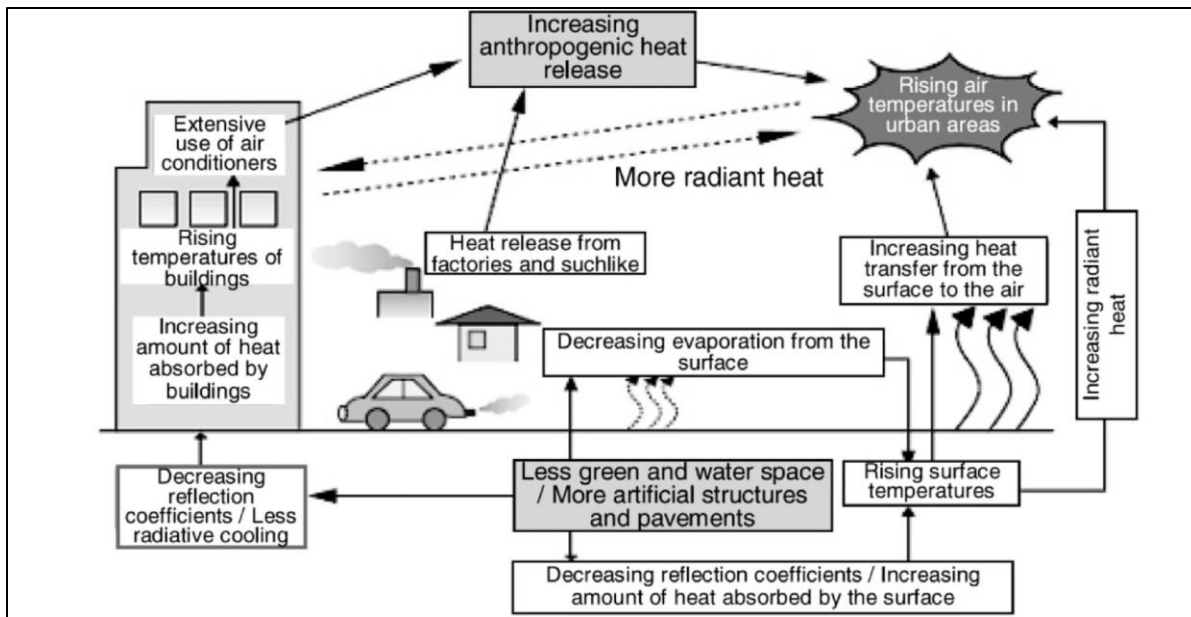 Increasing
anthropogenic heat
release
Rising air
temperatures in
urban areas
Extensive
use of air
conditioners
More radiant heat
Rising
temperatures of
buildings
Heat release from
factories and suchlike
Increasing heat
transfer from the
surface to the air
Increasing radiant
heat
Increasing
amount of heat
absorbed by
buildings
Decreasing evaporation from the
surface
Decreasing
reflection
coefficients / Less
radiative cooling
Less green and water space
/ More artificial structures
and pavements
Rising surface
temperatures
Decreasing reflection coefficients / Increasing
amount of heat absorbed by the surface